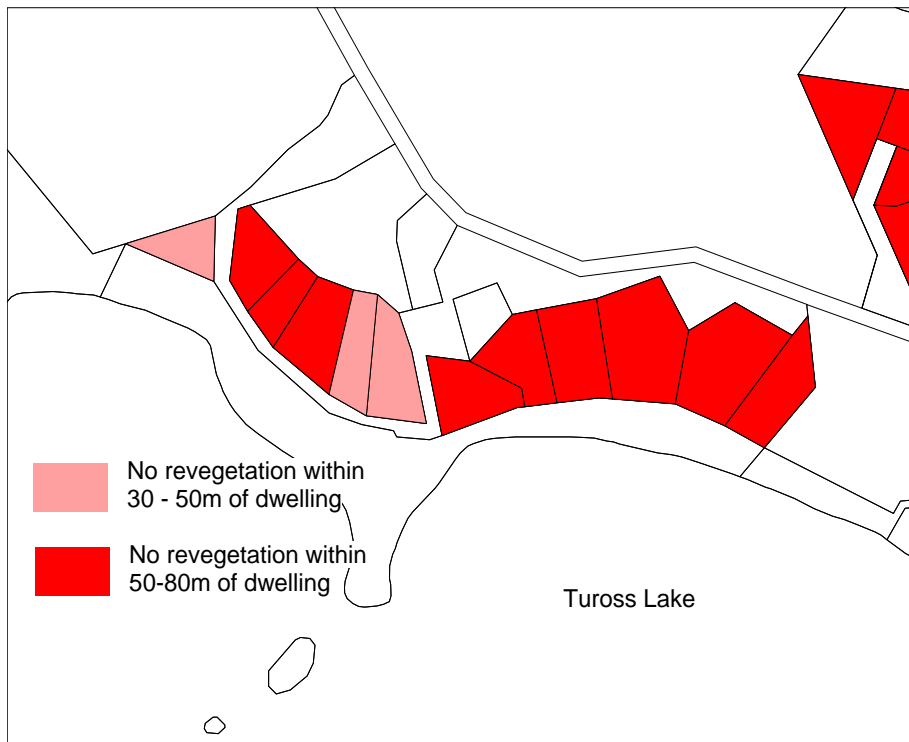 No revegetation within
30 - 50m of dwelling
No revegetation within
50-80m of dwelling
Tuross Lake